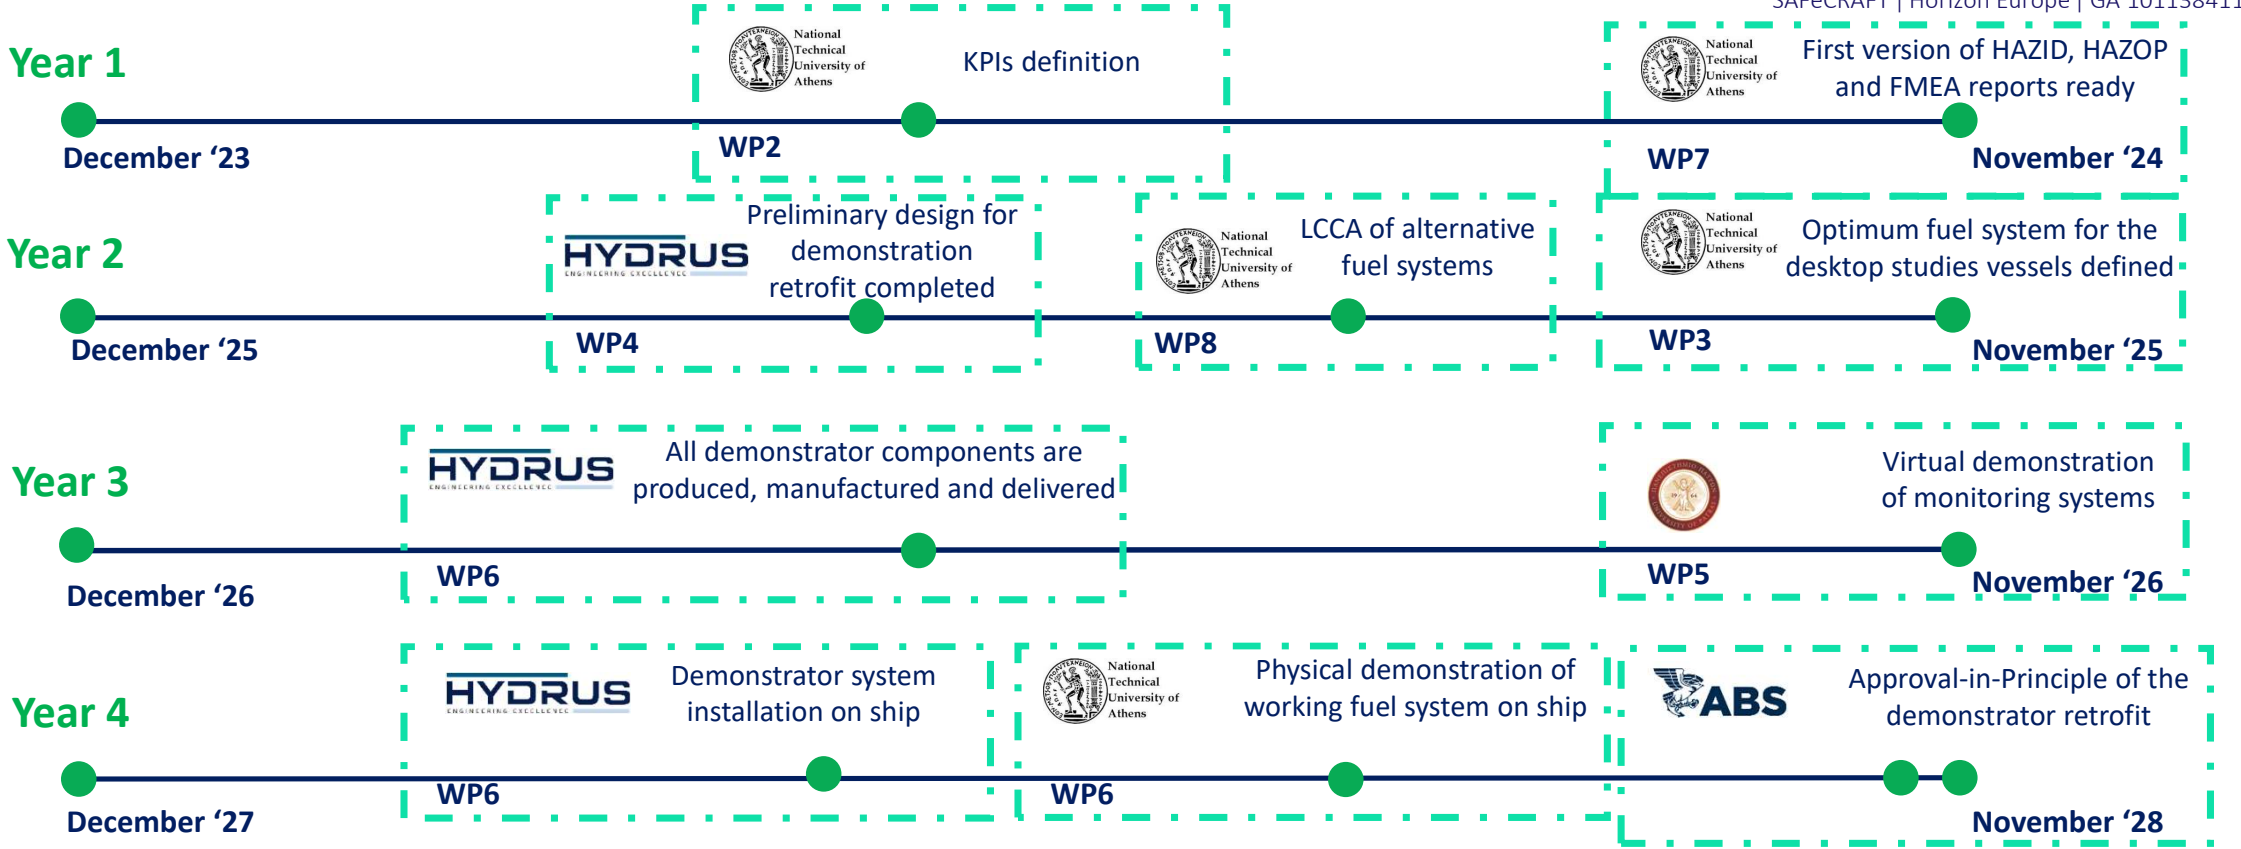 SAFeCRAFT | Horizon Europe | GA 101138411
Year 1
National
Technical
University of
Athens
KPIs definition
National
Technical
University of
Athens
First version of HAZID, HAZOP
and FMEA reports ready
December ‘23
WP2
WP7
November ‘24
Year 2
HYDRUS
ENGINEERING EXCELLENCE
Preliminary design for
demonstration
retrofit completed
National
Technical
University of
Athens
LCCA of alternative
fuel systems
National
Technical
University of
Athens
Optimum fuel system for the
desktop studies vessels defined
December ‘25
WP4
WP8
WP3
November ‘25
Year 3
HYDRUS
ENGINEERING EXCELLENCE
All demonstrator components are
produced, manufactured and delivered
Virtual demonstration
of monitoring systems
December ‘26
WP6
WP5
November ‘26
Year 4
HYDRUS
ENGINEERING EXCELLENCE
Demonstrator system
installation on ship
National
Technical
University of
Athens
Physical demonstration of
working fuel system on ship
ABS
Approval-in-Principle of the
demonstrator retrofit
December ‘27
WP6
WP6
November ‘28